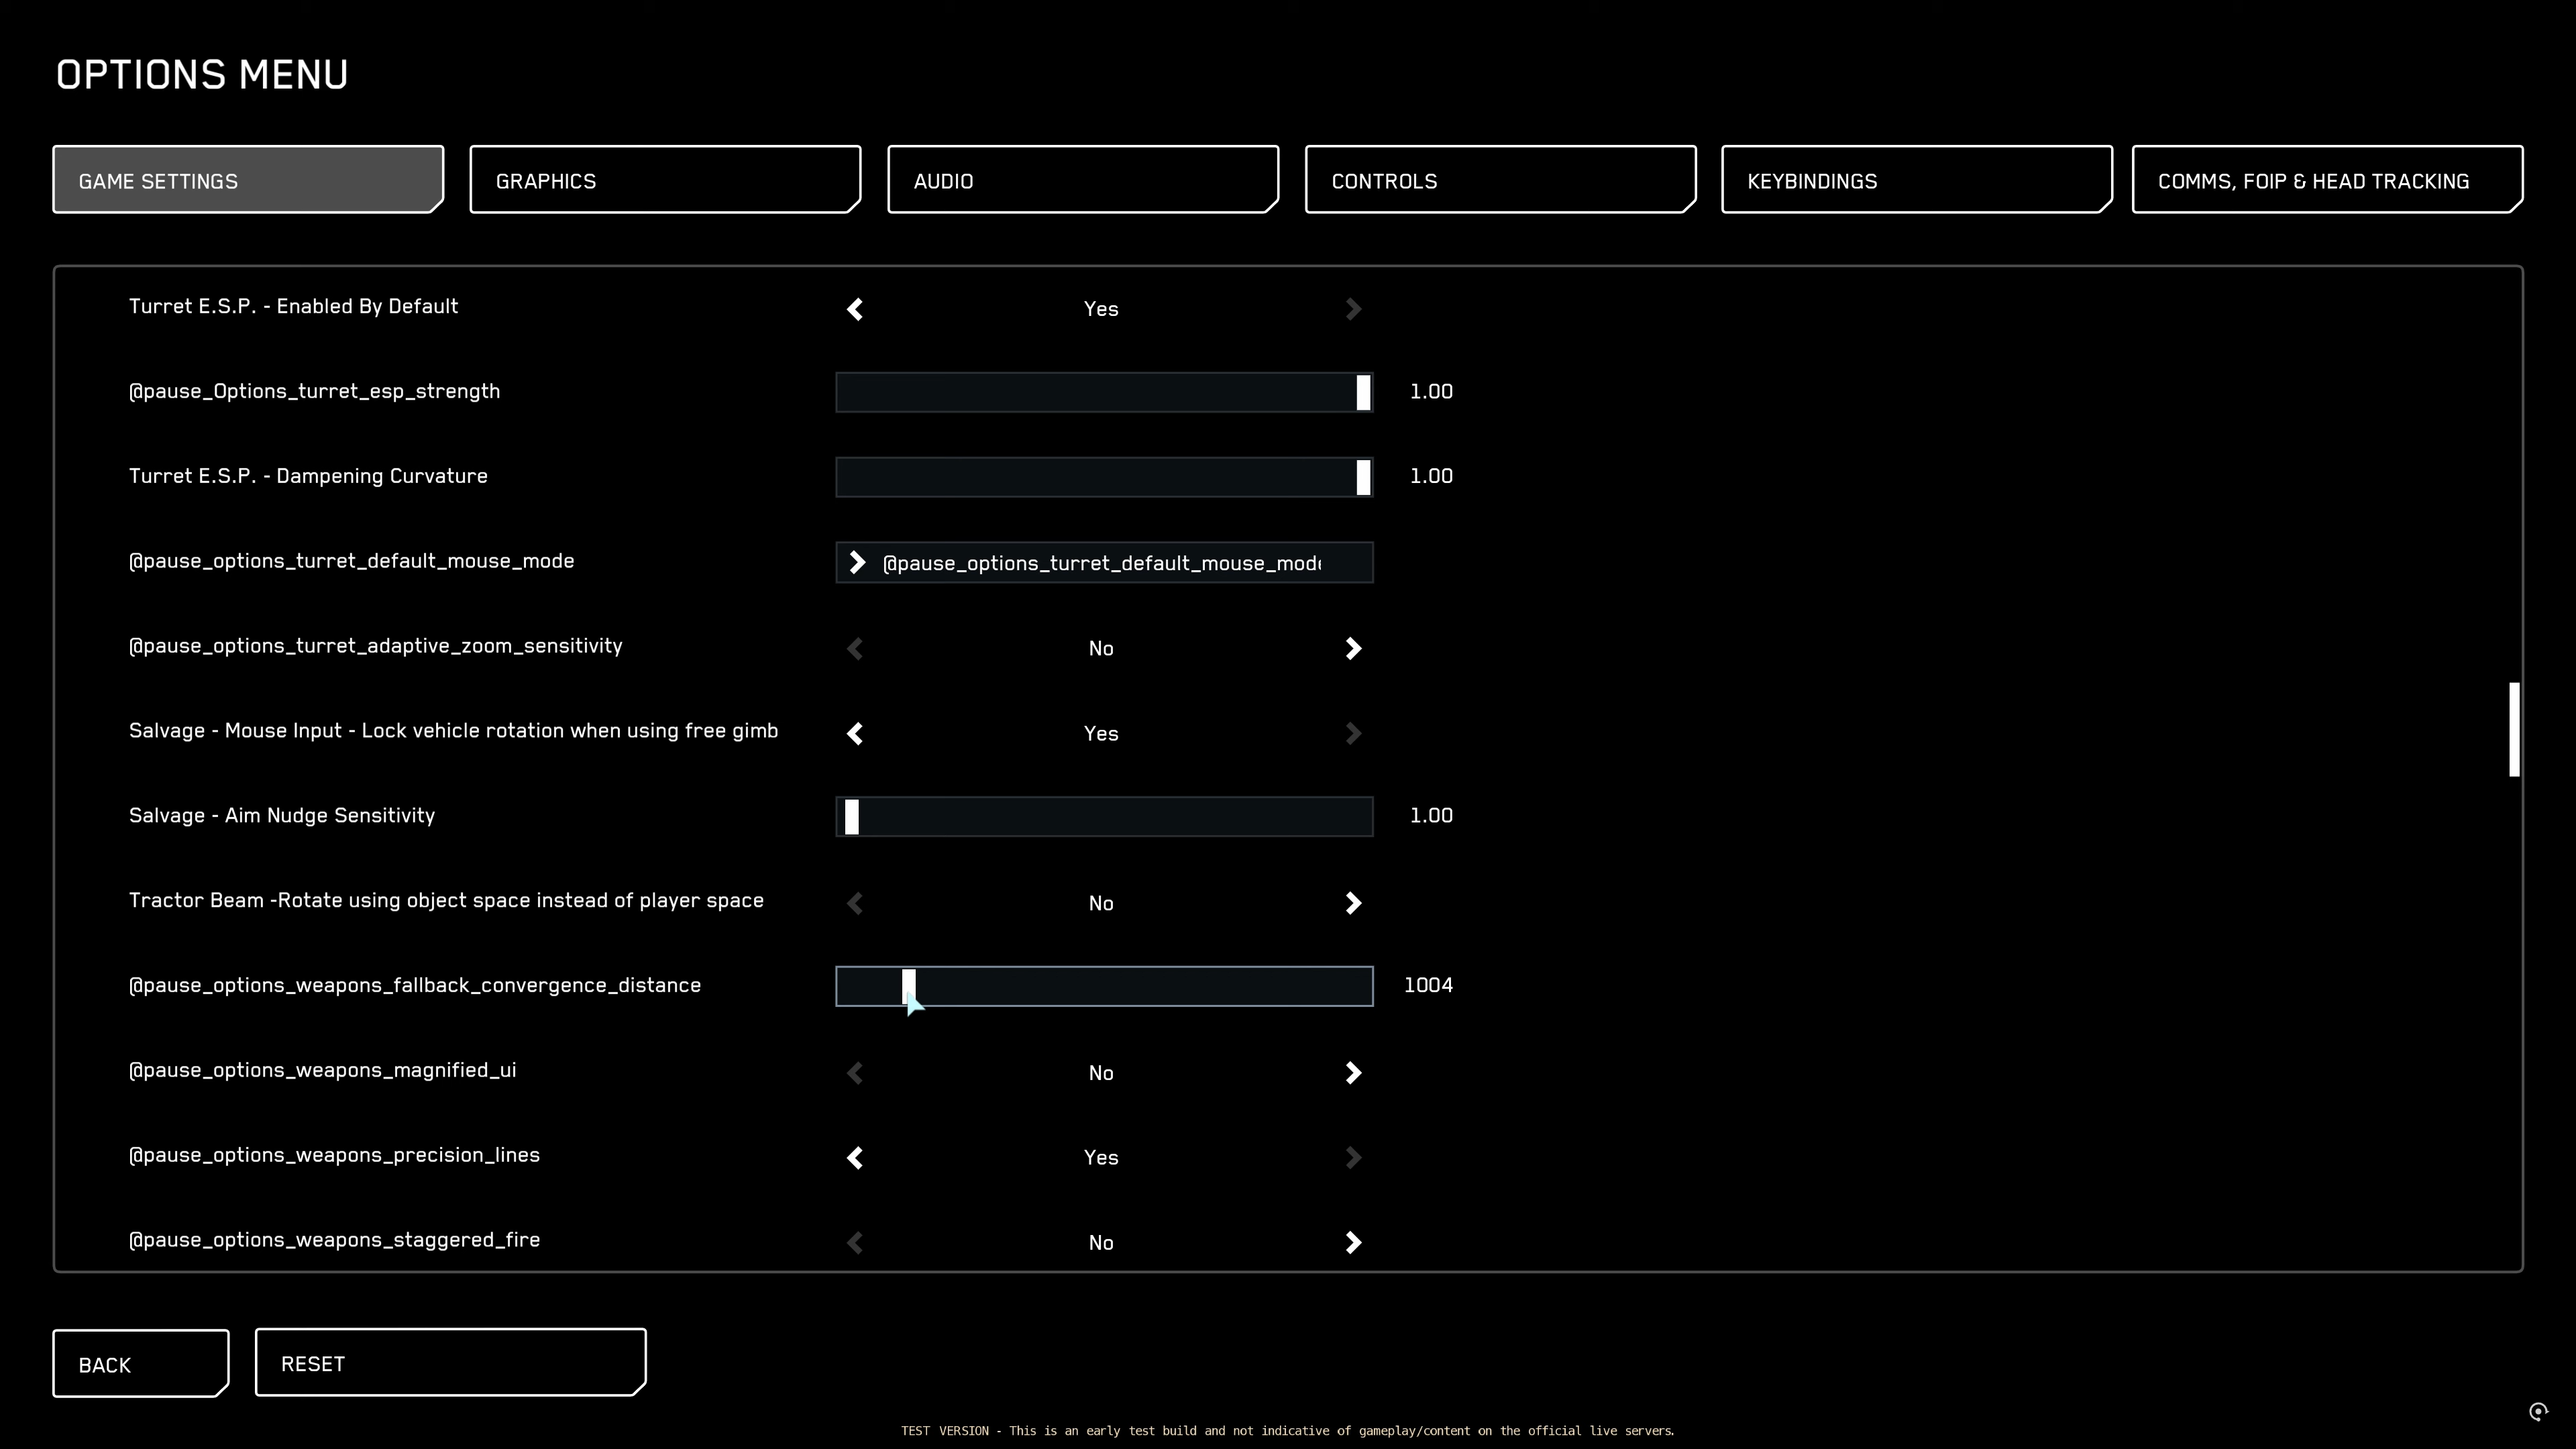 OPTIONS MENU
GAME SETTINGS
GRAPHICS
AUDIO
CONTROLS
KEYBINDINGS
COMMS, FOIP & HEAD TRACKING
Turret E.S.P. - Enabled By Default
Yes
@pause_Options_turret_esp_strength
1.00
Turret E.S.P. - Dampening Curvature
1.00
@pause_options_turret_default_mouse_mode
@pause_options_turret_default_mouse_mode
@pause_options_turret_adaptive_zoom_sensitivity
No
Salvage - Mouse Input - Lock vehicle rotation when using free gimb
Yes
Salvage - Aim Nudge Sensitivity
1.00
Tractor Beam -Rotate using object space instead of player space
No
@pause_options_weapons_fallback_convergence_distance
1004
@pause_options_weapons_magnified_ui
No
@pause_options_weapons_precision_lines
Yes
@pause_options_weapons_staggered_fire
No
BACK
RESET
TEST VERSION - This is an early test build and not indicative of gameplay/content on the official live servers.